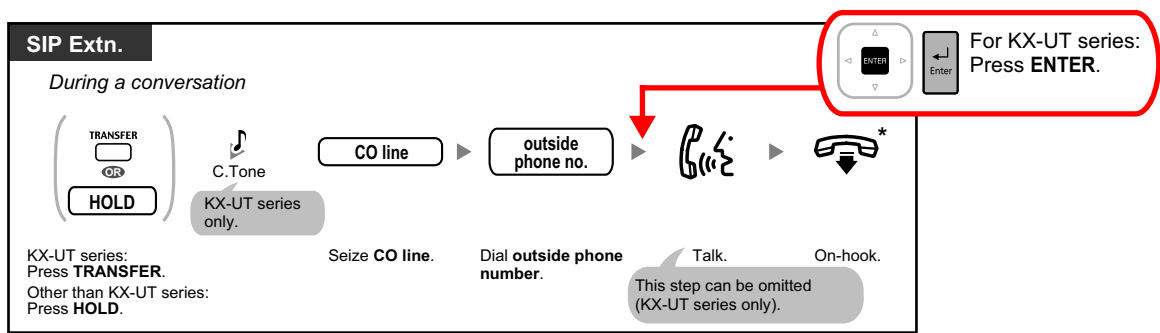 SIP Extn.
During a conversation
For KX-UT series:
Press ENTER.
ENTER
Enter
TRANSFER
OR
HOLD
C.Tone
KX-UT series
only.
CO line
outside
phone no.
*
KX-UT series:
Press TRANSFER.
Other than KX-UT series:
Press HOLD.
Seize CO line.
Dial outside phone
number.
Talk.
This step can be omitted
(KX-UT series only).
On-hook.